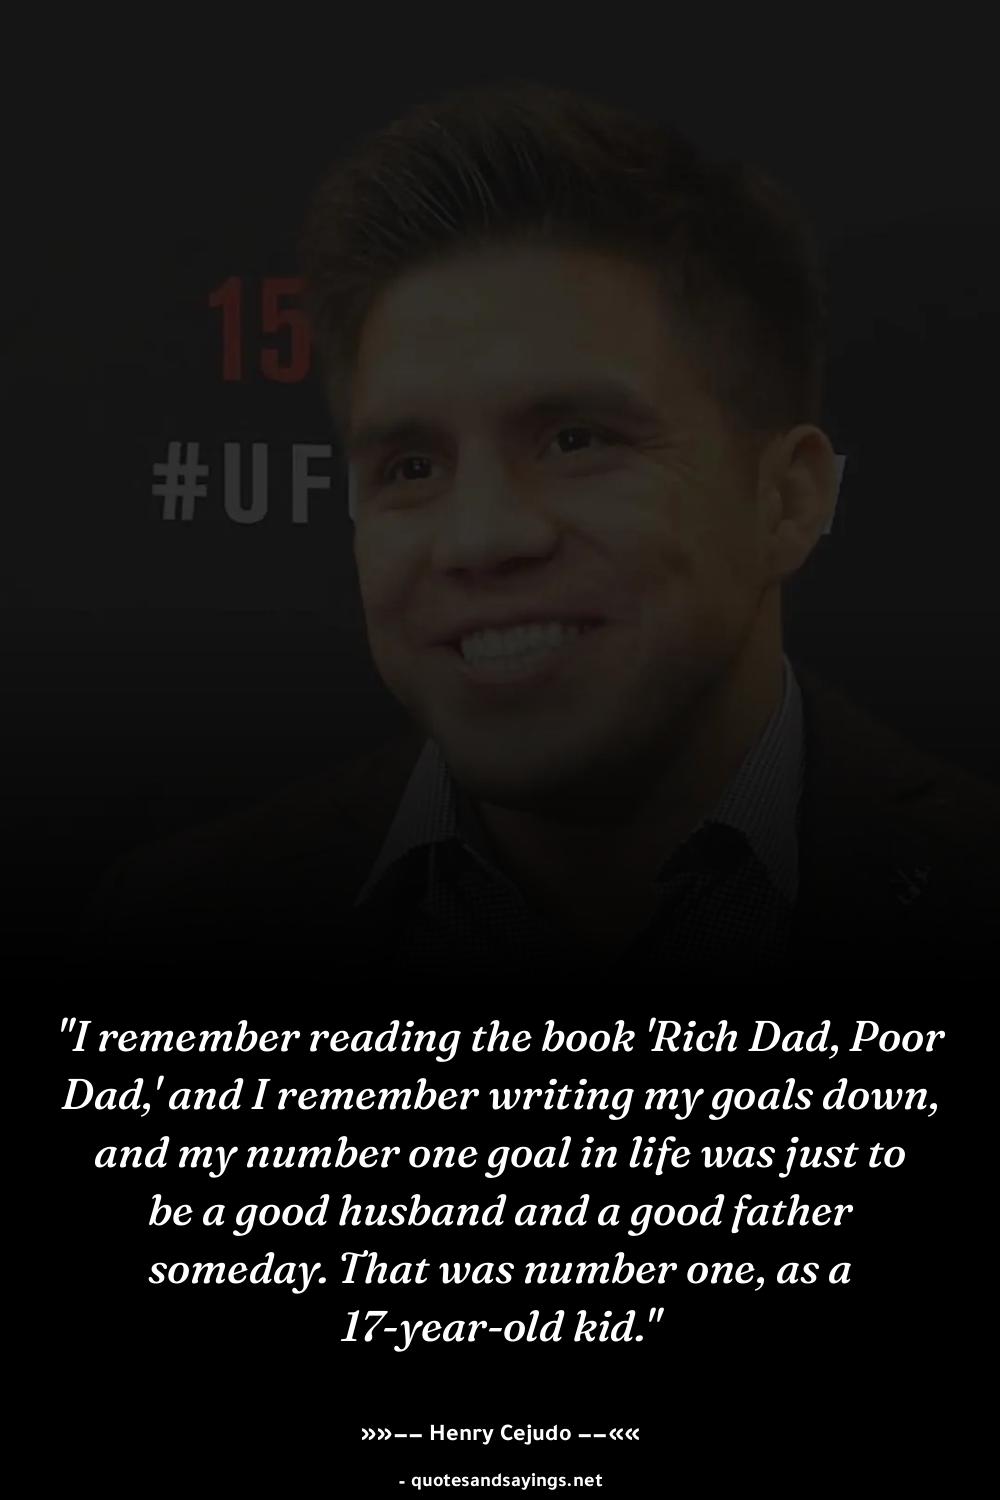 15
#UF
"I remember reading the book 'Rich Dad, Poor
Dad,' and I remember writing my goals down,
and my number one goal in life was just to
be a good husband and a good father
someday. That was number one, as a
17-year-old kid."
»»–– Henry Cejudo ––««
- quotesandsayings.net